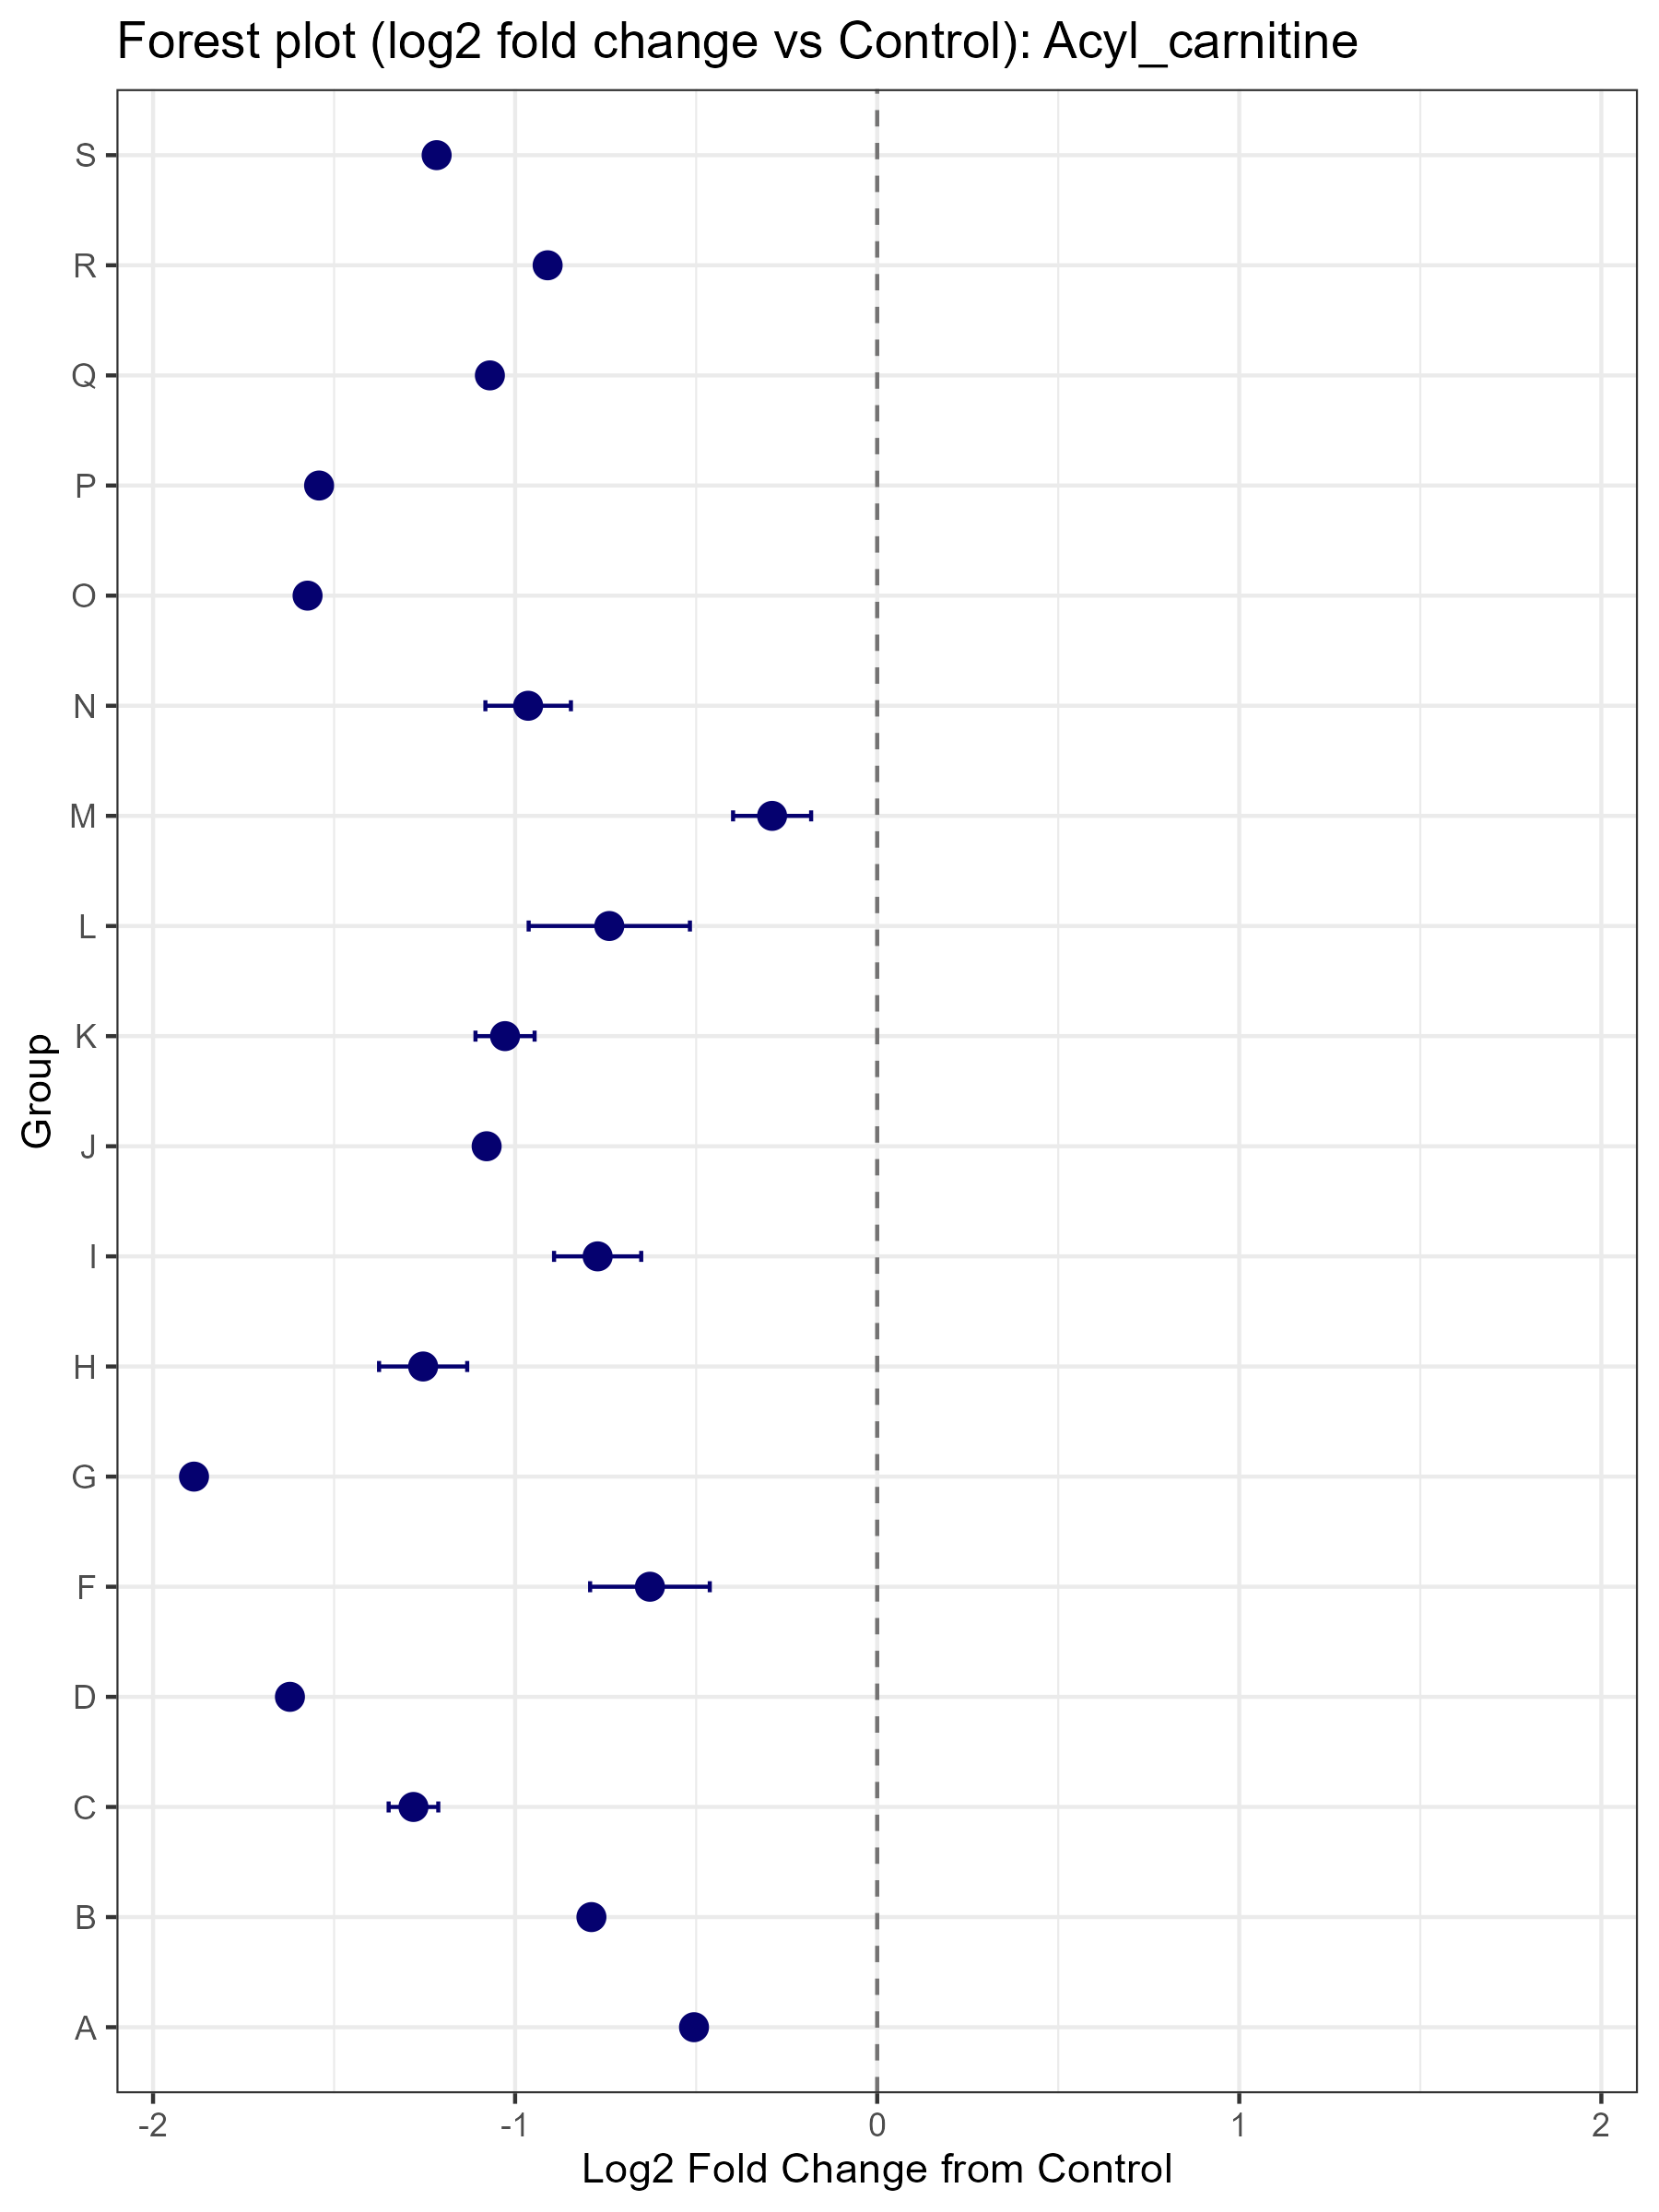 Forest plot (log2 fold change vs Control): Acyl_carnitine
S
R
Q
P
O
N
M
L
K
J
I
H
G
F
D
C
B
A
Group
-2 -1 0 1 2
Log2 Fold Change from Control